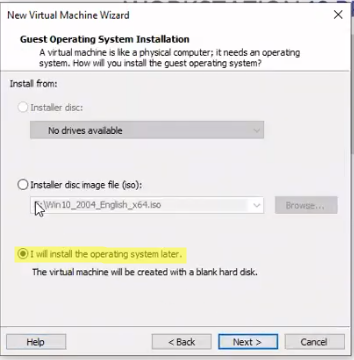 New Virtual Machine Wizard
Guest Operating System Installation
A virtual machine is like a physical computer; it needs an operating
system. How will you install the guest operating system?
Install from:
Installer disc:
No drives available
Installer disc image file (iso):
\Win10_2004_English_x64.iso
Browse...
I will install the operating system later.
The virtual machine will be created with a blank hard disk.
Help
< Back
Next >
Cancel